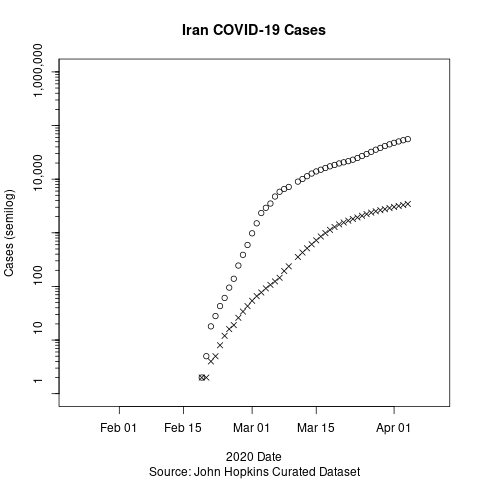 Iran COVID-19 Cases
1,000,000
10,000
100
10
1
Cases (semilog)
Feb 01 Feb 15 Mar 01 Mar 15 Apr 01
2020 Date
Source: John Hopkins Curated Dataset